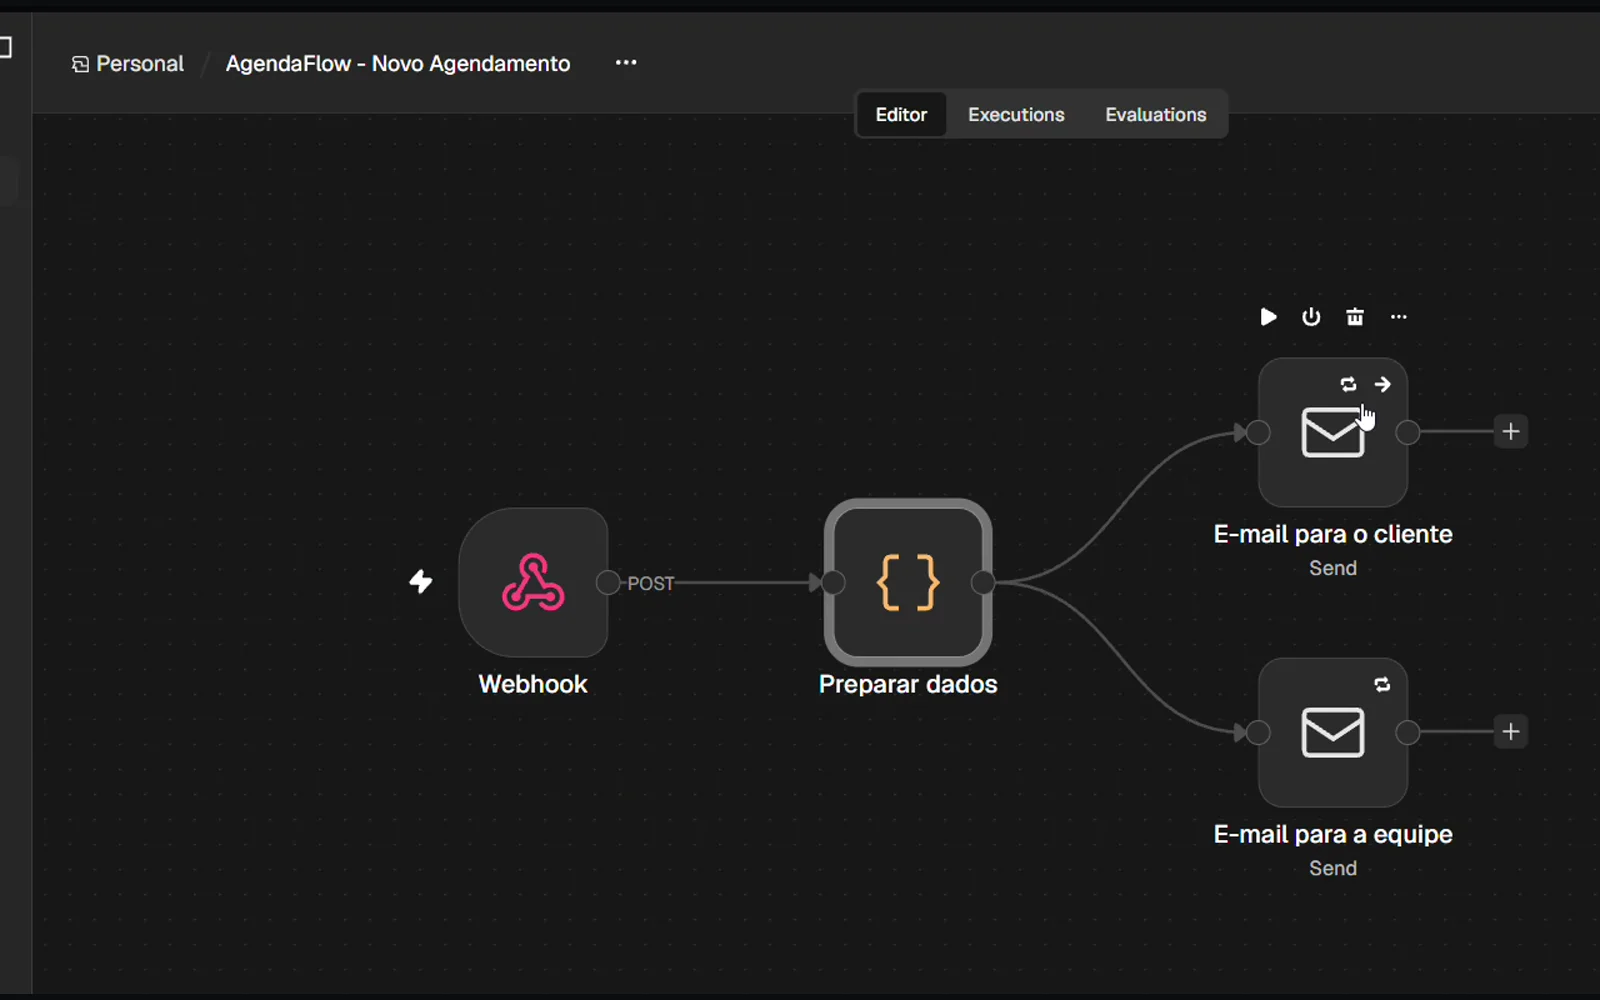 Personal / AgendaFlow - Novo Agendamento ...
Editor Executions Evaluations
E-mail para o cliente
Send
POST
Webhook
Preparar dados
E-mail para a equipe
Send